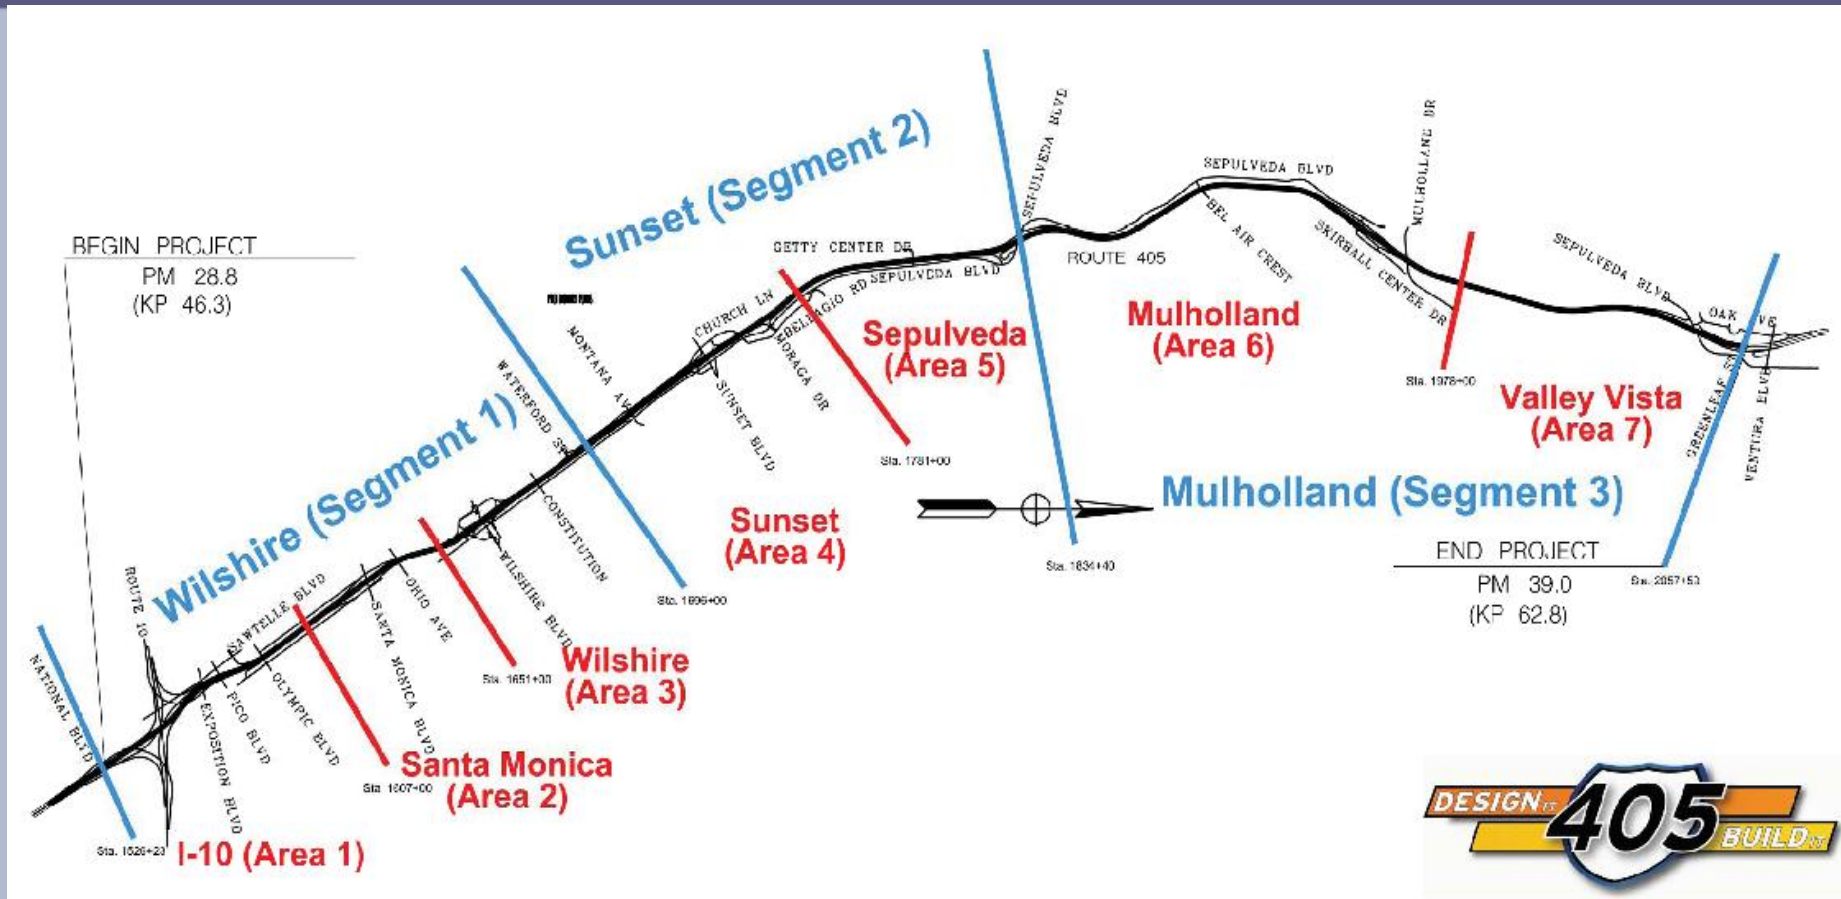 BEGIN PROJECT
PM 28.8
(KP 46.3)
Wilshire (Segment 1)
Sunset (Segment 2)
Mulholland (Segment 3)
NATIONAL BLVD
ROUTE 10
SAWTELLE BLVD
EXPOSITION BLVD
PICO BLVD
OLYMPIC BLVD
SANTA MONICA BLVD
OHIO AVE
WILSHIRE BLVD
CONSTITUTION
WATERFORD
MONTANA AV
CHURCH LN
SUNSET BLVD
MORAGA DR
BELLAGIO RD
GETTY CENTER DR
SEPULVEDA BLVD
SEPULVEDA BLVD
ROUTE 405
SEPULVEDA BLVD
BEL AIR CREST
SKIRBALL CENTER DR
MULHOLLAND DR
SEPULVEDA BLVD
OAK
GREENLEAF ST
VENTURA BLVD
I-10 (Area 1)
Santa Monica
(Area 2)
Wilshire
(Area 3)
Sunset
(Area 4)
Sepulveda
(Area 5)
Mulholland
(Area 6)
Valley Vista
(Area 7)
Sta. 1526+23
Sta 1607+00
Sta. 1651+00
Sta. 1696+00
Sta. 1781+00
Sta. 1834+40
Sta. 1978+00
Sta. 2057+53
END PROJECT
PM 39.0
(KP 62.8)
DESIGN IT
405
BUILD IT